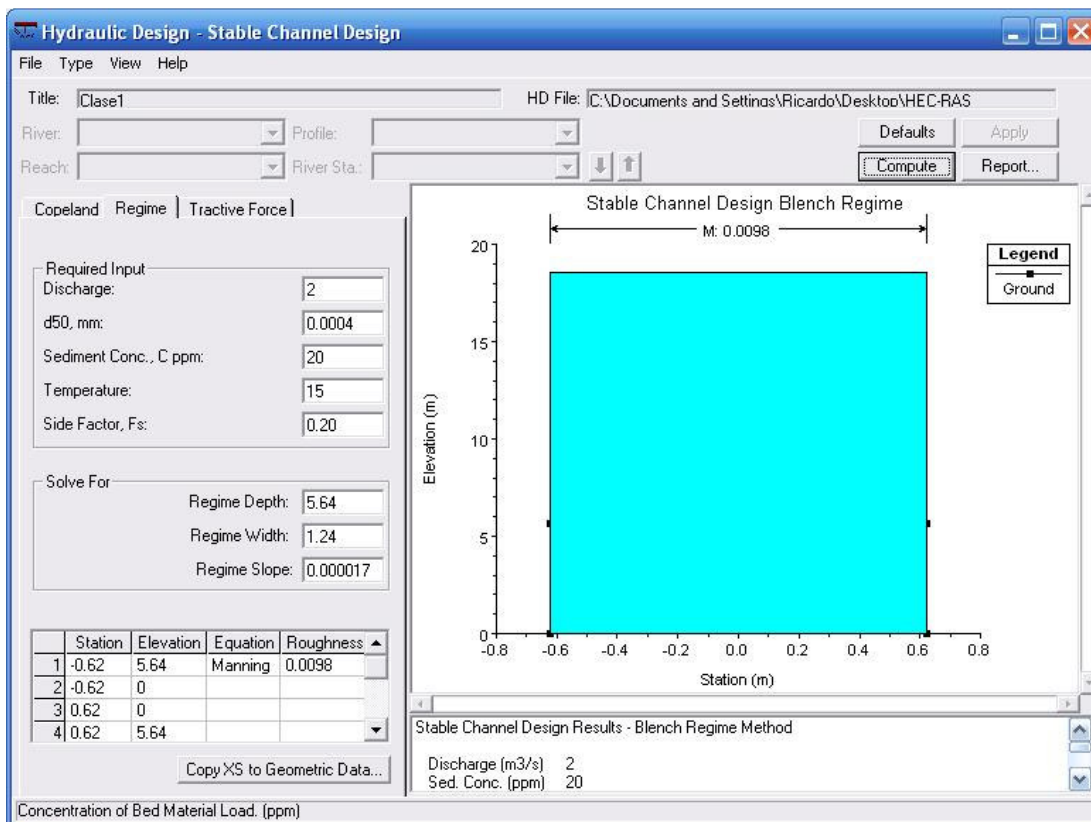 Hydraulic Design - Stable Channel Design
File Type View Help
Title: Clase1 HD File: C:\Documents and Settings\Ricardo\Desktop\HEC-RAS
River: Profile: Defaults Apply
Reach: River Sta.: Compute Report...
Copeland Regime Tractive Force
Required Input
Discharge: 2
d50, mm: 0.0004
Sediment Conc., C ppm: 20
Temperature: 15
Side Factor, Fs: 0.20
Solve For
Regime Depth: 5.64
Regime Width: 1.24
Regime Slope: 0.000017
Station Elevation Equation Roughness
1 -0.62 5.64 Manning 0.0098
2 -0.62 0
3 0.62 0
4 0.62 5.64
Copy XS to Geometric Data...
Stable Channel Design Blench Regime
M: 0.0098
20
15
10
5
0
Elevation (m)
-0.8 -0.6 -0.4 -0.2 0.0 0.2 0.4 0.6 0.8
Station (m)
Legend
Ground
Stable Channel Design Results - Blench Regime Method
Discharge (m3/s) 2
Sed. Conc. (ppm) 20
Concentration of Bed Material Load. (ppm)